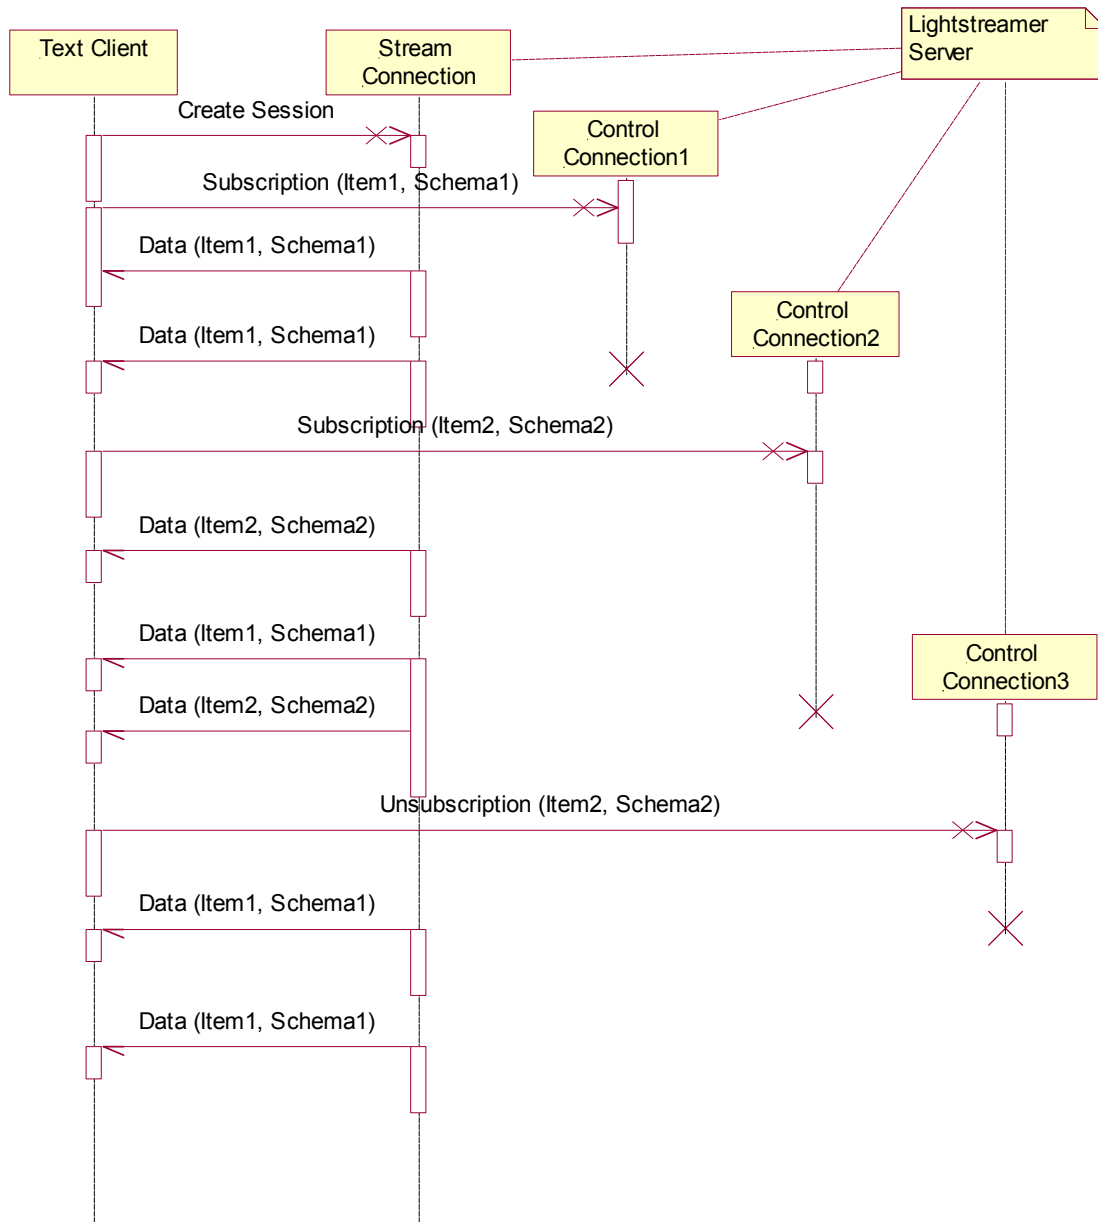 Lightstreamer
Server
Text Client
Stream
Connection
Create Session
Control
Connection1
Subscription (Item1, Schema1)
Data (Item1, Schema1)
Control
Connection2
Data (Item1, Schema1)
Subscription (Item2, Schema2)
Data (Item2, Schema2)
Data (Item1, Schema1)
Control
Connection3
Data (Item2, Schema2)
Unsubscription (Item2, Schema2)
Data (Item1, Schema1)
Data (Item1, Schema1)